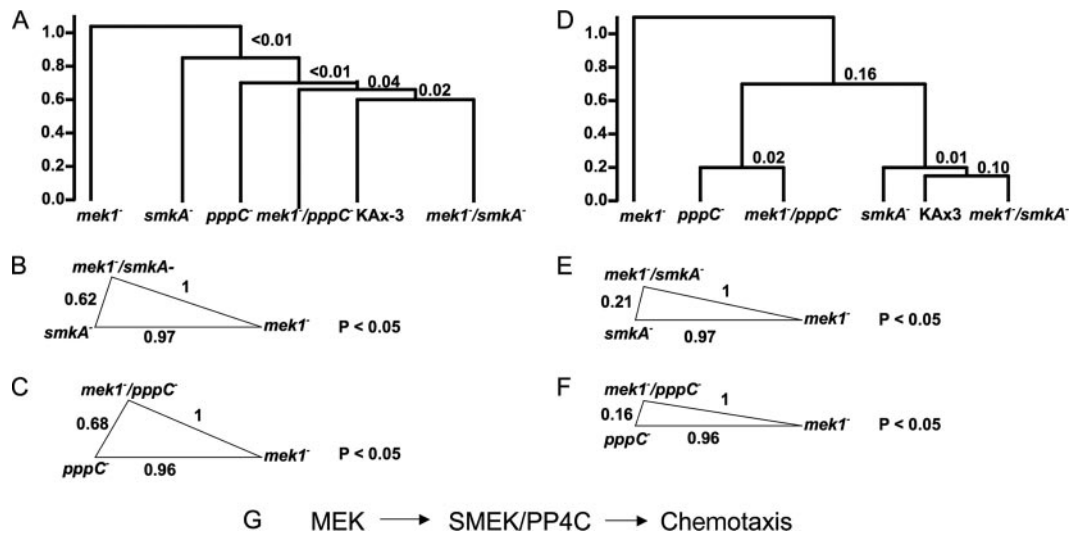 A
1.0
0.8
0.6
0.4
0.2
0.0
<0.01
<0.01
0.04
0.02
mek1⁻ smkA⁻ pppC⁻ mek1⁻/pppC⁻ KAx-3 mek1⁻/smkA⁻
B
mek1⁻/smkA-
0.62
1
smkA⁻
0.97
mek1⁻
P < 0.05
C
mek1⁻/pppC⁻
0.68
1
pppC⁻
0.96
mek1⁻
P < 0.05
D
1.0
0.8
0.6
0.4
0.2
0.0
0.16
0.02
0.01
0.10
mek1⁻ pppC⁻ mek1⁻/pppC⁻ smkA⁻ KAx3 mek1⁻/smkA⁻
E
mek1⁻/smkA⁻
0.21
1
smkA⁻
0.97
mek1⁻
P < 0.05
F
mek1⁻/pppC⁻
0.16
1
pppC⁻
0.96
mek1⁻
P < 0.05
G MEK → SMEK/PP4C → Chemotaxis